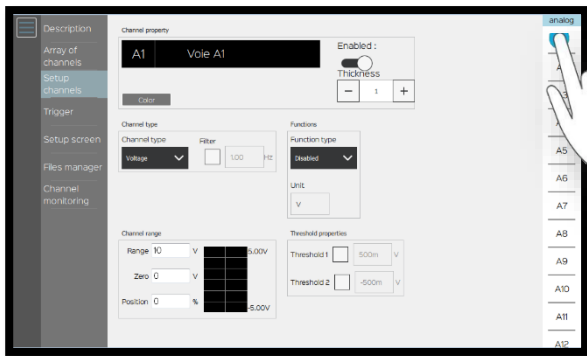 Description
Array of
channels
Setup
channels
Trigger
Setup screen
Files manager
Channel
monitoring
Channel property
A1 Voie A1
Enabled :
Thickness
− 1 +
Color
Channel type
Channel type
Filter
Voltage
1.00 Hz
Functions
Function type
Disabled
Unit
V
Channel range
Range 10 V
Zero 0 V
Position 0 %
5.00V
-5.00V
Threshold properties
Threshold 1 500m V
Threshold 2 -500m V
analog
A5
A6
A7
A8
A9
A10
A11
A12